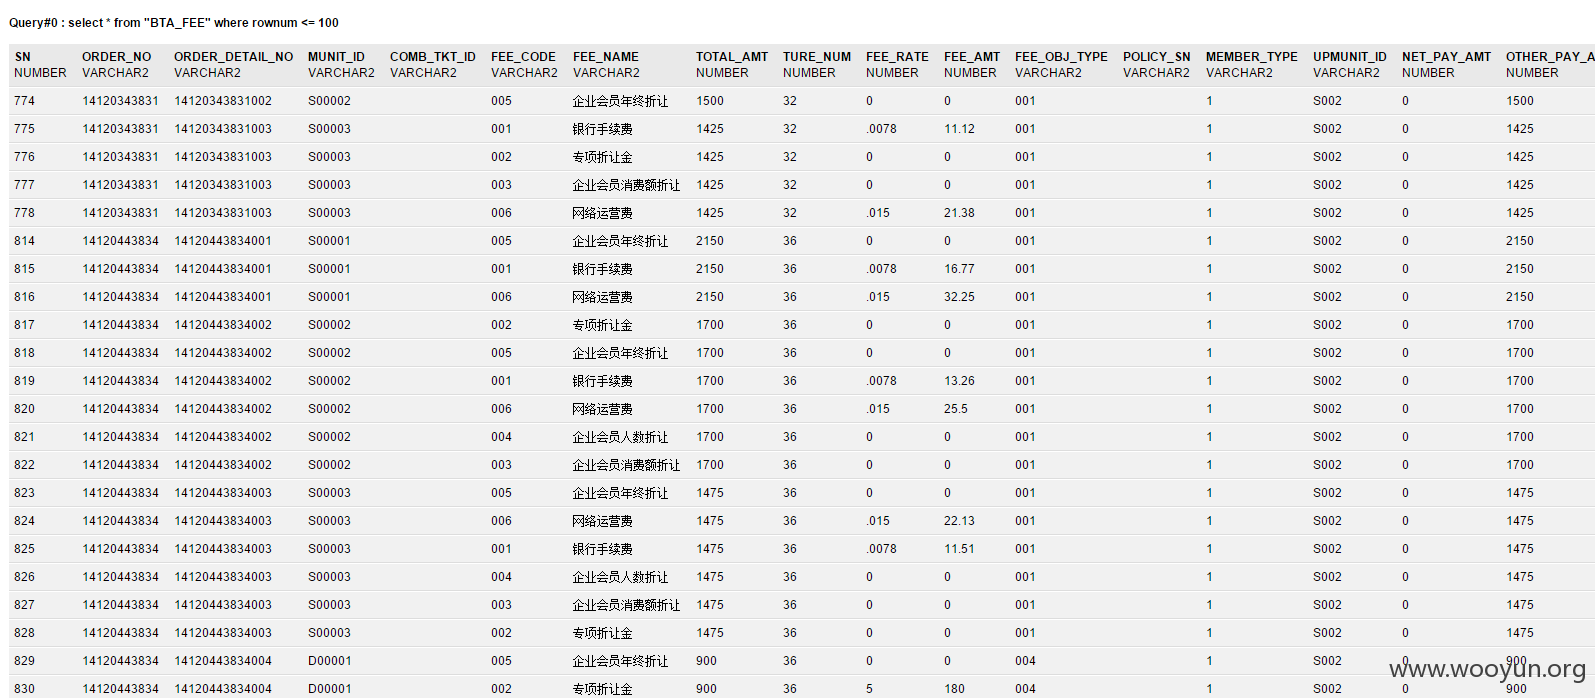 Query#0 : select * from "BTA_FEE" where rownum <= 100
SN ORDER_NO ORDER_DETAIL_NO MUNIT_ID COMB_TKT_ID FEE_CODE FEE_NAME TOTAL_AMT TURE_NUM FEE_RATE FEE_AMT FEE_OBJ_TYPE POLICY_SN MEMBER_TYPE UPMUNIT_ID NET_PAY_AMT OTHER_PAY_A
NUMBER VARCHAR2 VARCHAR2 VARCHAR2 VARCHAR2 VARCHAR2 VARCHAR2 NUMBER NUMBER NUMBER NUMBER VARCHAR2 VARCHAR2 VARCHAR2 VARCHAR2 NUMBER NUMBER
774 14120343831 14120343831002 S00002 005 企业会员年终折让 1500 32 0 0 001 1 S002 0 1500
775 14120343831 14120343831003 S00003 001 银行手续费 1425 32 .0078 11.12 001 1 S002 0 1425
776 14120343831 14120343831003 S00003 002 专项折让金 1425 32 0 0 001 1 S002 0 1425
777 14120343831 14120343831003 S00003 003 企业会员消费额折让 1425 32 0 0 001 1 S002 0 1425
778 14120343831 14120343831003 S00003 006 网络运营费 1425 32 .015 21.38 001 1 S002 0 1425
814 14120443834 14120443834001 S00001 005 企业会员年终折让 2150 36 0 0 001 1 S002 0 2150
815 14120443834 14120443834001 S00001 001 银行手续费 2150 36 .0078 16.77 001 1 S002 0 2150
816 14120443834 14120443834001 S00001 006 网络运营费 2150 36 .015 32.25 001 1 S002 0 2150
817 14120443834 14120443834002 S00002 002 专项折让金 1700 36 0 0 001 1 S002 0 1700
818 14120443834 14120443834002 S00002 005 企业会员年终折让 1700 36 0 0 001 1 S002 0 1700
819 14120443834 14120443834002 S00002 001 银行手续费 1700 36 .0078 13.26 001 1 S002 0 1700
820 14120443834 14120443834002 S00002 006 网络运营费 1700 36 .015 25.5 001 1 S002 0 1700
821 14120443834 14120443834002 S00002 004 企业会员人数折让 1700 36 0 0 001 1 S002 0 1700
822 14120443834 14120443834002 S00002 003 企业会员消费额折让 1700 36 0 0 001 1 S002 0 1700
823 14120443834 14120443834003 S00003 005 企业会员年终折让 1475 36 0 0 001 1 S002 0 1475
824 14120443834 14120443834003 S00003 006 网络运营费 1475 36 .015 22.13 001 1 S002 0 1475
825 14120443834 14120443834003 S00003 001 银行手续费 1475 36 .0078 11.51 001 1 S002 0 1475
826 14120443834 14120443834003 S00003 004 企业会员人数折让 1475 36 0 0 001 1 S002 0 1475
827 14120443834 14120443834003 S00003 003 企业会员消费额折让 1475 36 0 0 001 1 S002 0 1475
828 14120443834 14120443834003 S00003 002 专项折让金 1475 36 0 0 001 1 S002 0 1475
829 14120443834 14120443834004 D00001 005 企业会员年终折让 900 36 0 0 004 1 S002 0 900
830 14120443834 14120443834004 D00001 002 专项折让金 900 36 5 180 004 1 S002 0 900
www.wooyun.org